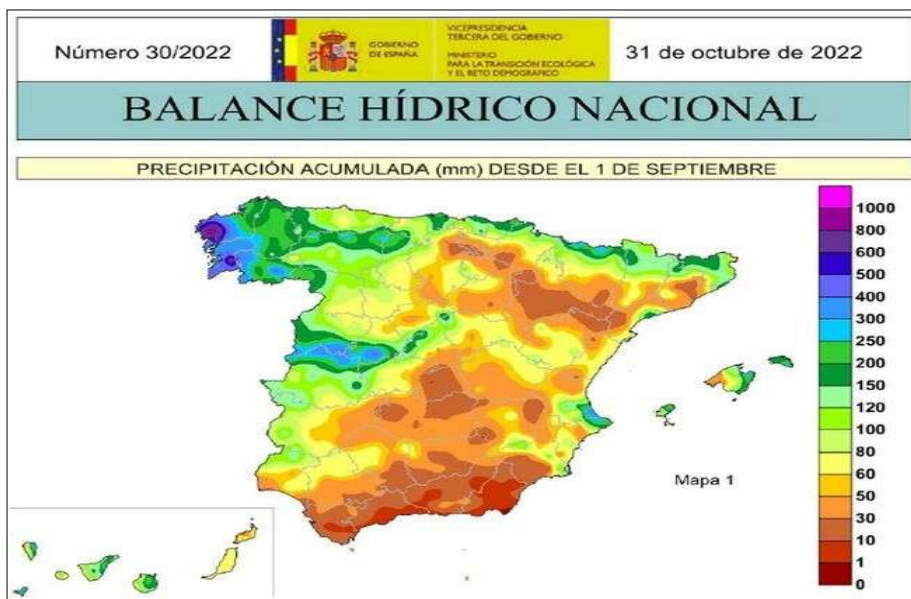 Número 30/2022
GOBIERNO
DE ESPAÑA
VICEPRESIDENCIA
TERCERA DEL GOBIERNO
MINISTERIO
PARA LA TRANSICIÓN ECOLÓGICA
Y EL RETO DEMOGRÁFICO
31 de octubre de 2022
BALANCE HÍDRICO NACIONAL
PRECIPITACIÓN ACUMULADA (mm) DESDE EL 1 DE SEPTIEMBRE
1000
800
600
500
400
300
250
200
150
120
100
80
60
50
30
10
1
0
Mapa 1